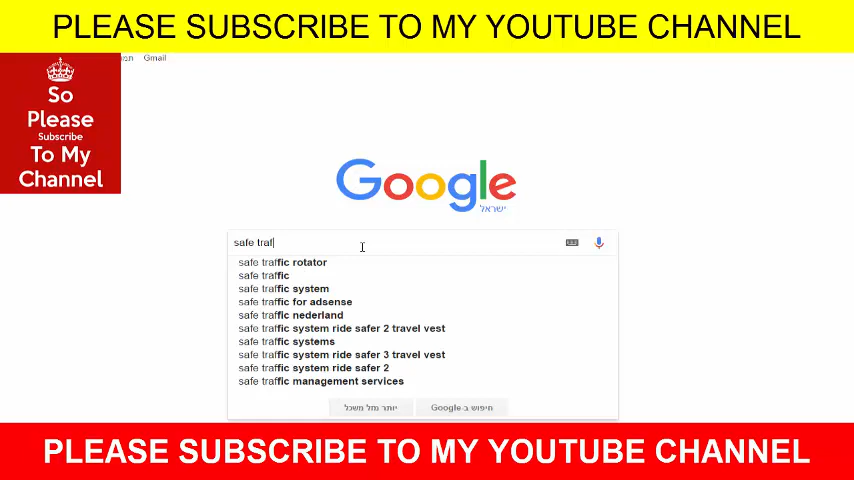 PLEASE SUBSCRIBE TO MY YOUTUBE CHANNEL
Gmail
So
Please
Subscribe
To My
Channel
Google
ישראל
safe traf
safe traffic rotator
safe traffic
safe traffic system
safe traffic for adsense
safe traffic nederland
safe traffic system ride safer 2 travel vest
safe traffic systems
safe traffic system ride safer 3 travel vest
safe traffic system ride safer 2
safe traffic management services
יותר מזל משכל
חיפוש ב-Google
PLEASE SUBSCRIBE TO MY YOUTUBE CHANNEL